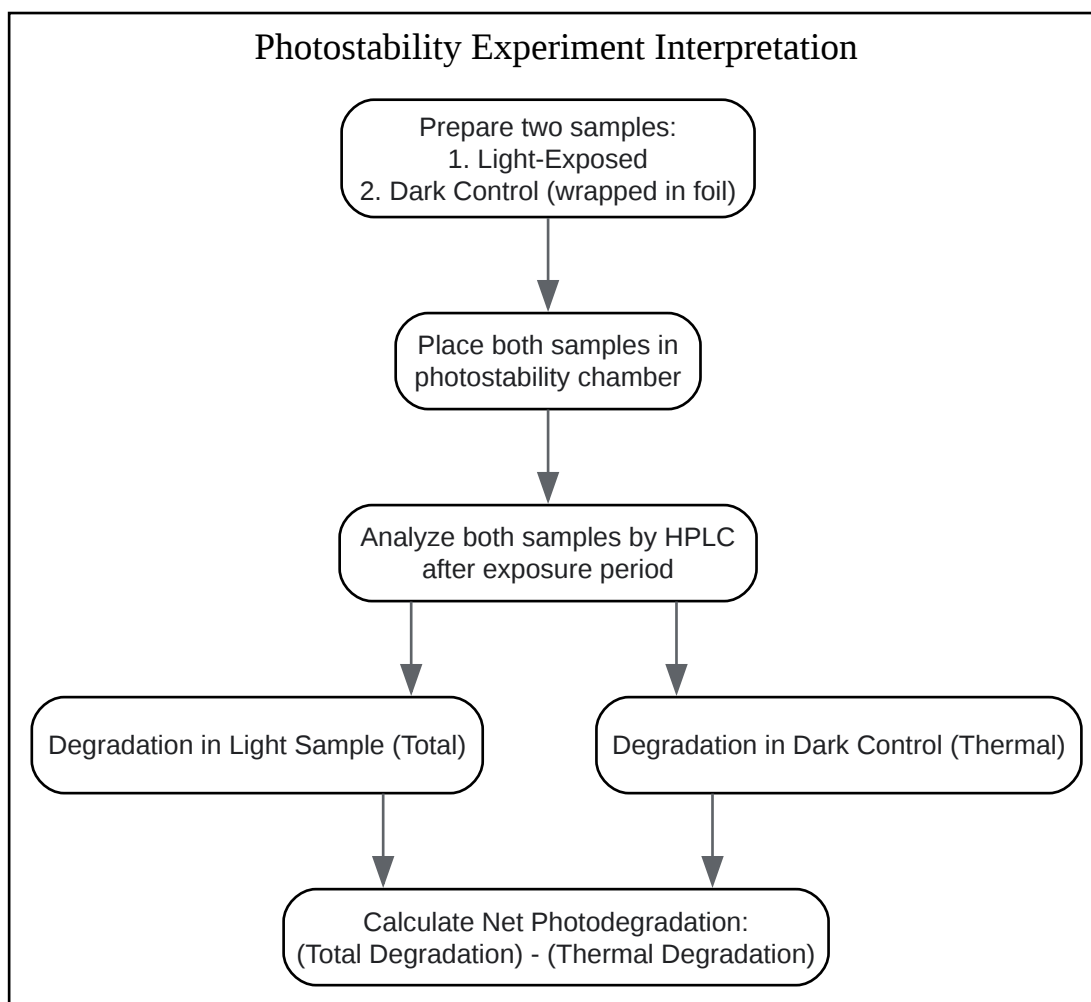 Photostability Experiment Interpretation
Prepare two samples:
1. Light-Exposed
2. Dark Control (wrapped in foil)
Place both samples in
photostability chamber
Analyze both samples by HPLC
after exposure period
Degradation in Light Sample (Total)
Degradation in Dark Control (Thermal)
Calculate Net Photodegradation:
(Total Degradation) - (Thermal Degradation)